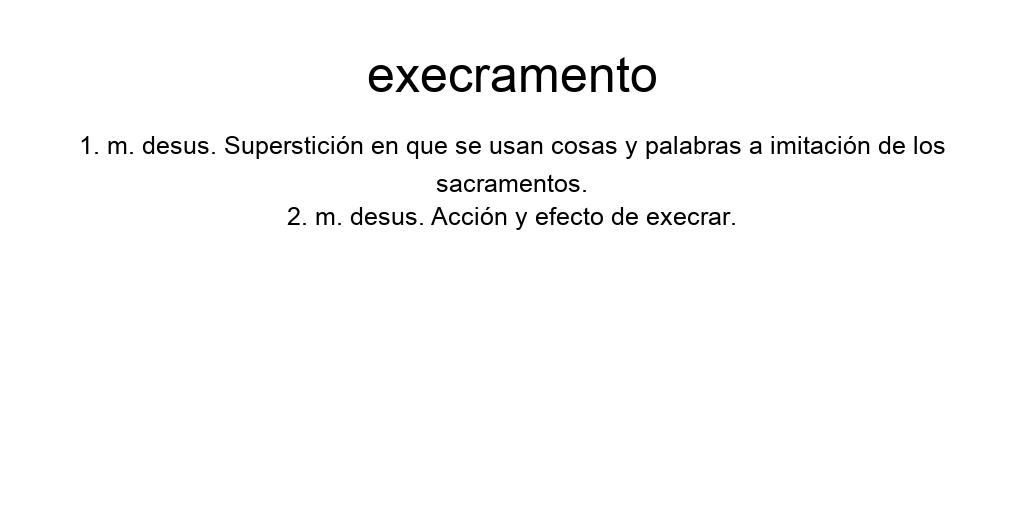 execramento
1. m. desus. Superstición en que se usan cosas y palabras a imitación de los
sacramentos.
2. m. desus. Acción y efecto de execrar.